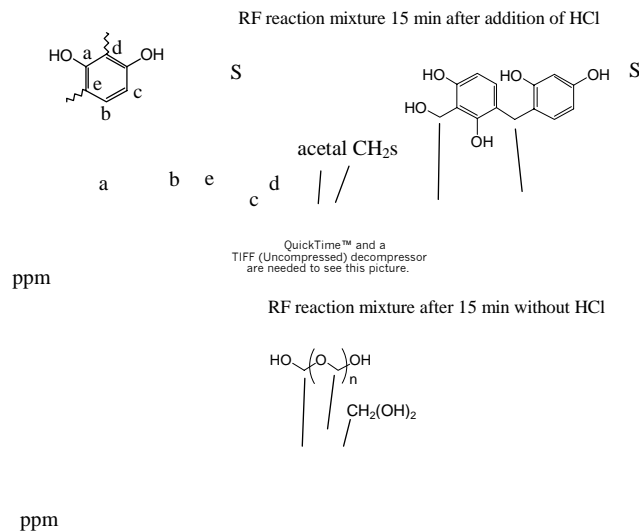 RF reaction mixture 15 min after addition of HCl
HO a d OH
e c
b
S
S
HO
HO OH
HO
OH
acetal CH₂s
a b e c d
QuickTime™ and a
TIFF (Uncompressed) decompressor
are needed to see this picture.
ppm
RF reaction mixture after 15 min without HCl
HO O OH
n
CH₂(OH)₂
ppm